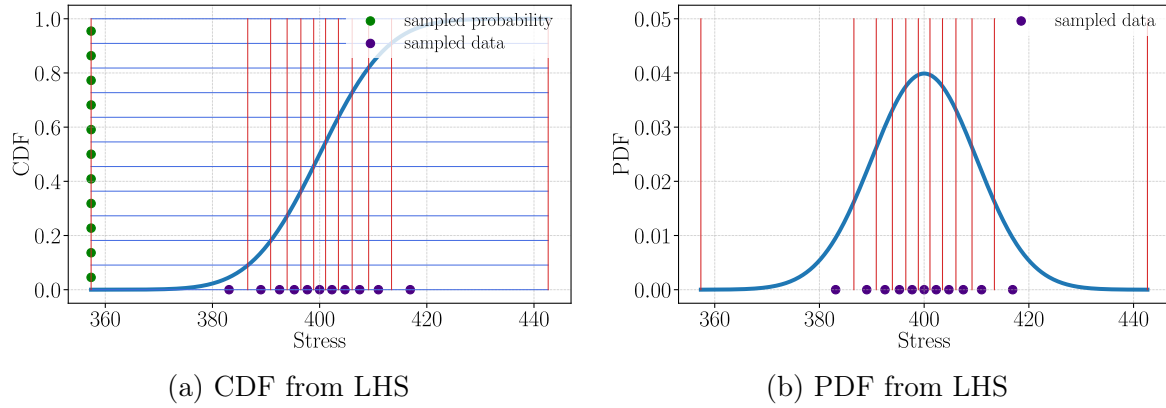 1.0
0.8
0.6
0.4
0.2
0.0
CDF
360 380 400 420 440
Stress
sampled probability
sampled data
(a) CDF from LHS
0.05
0.04
0.03
0.02
0.01
0.00
PDF
360 380 400 420 440
Stress
sampled data
(b) PDF from LHS